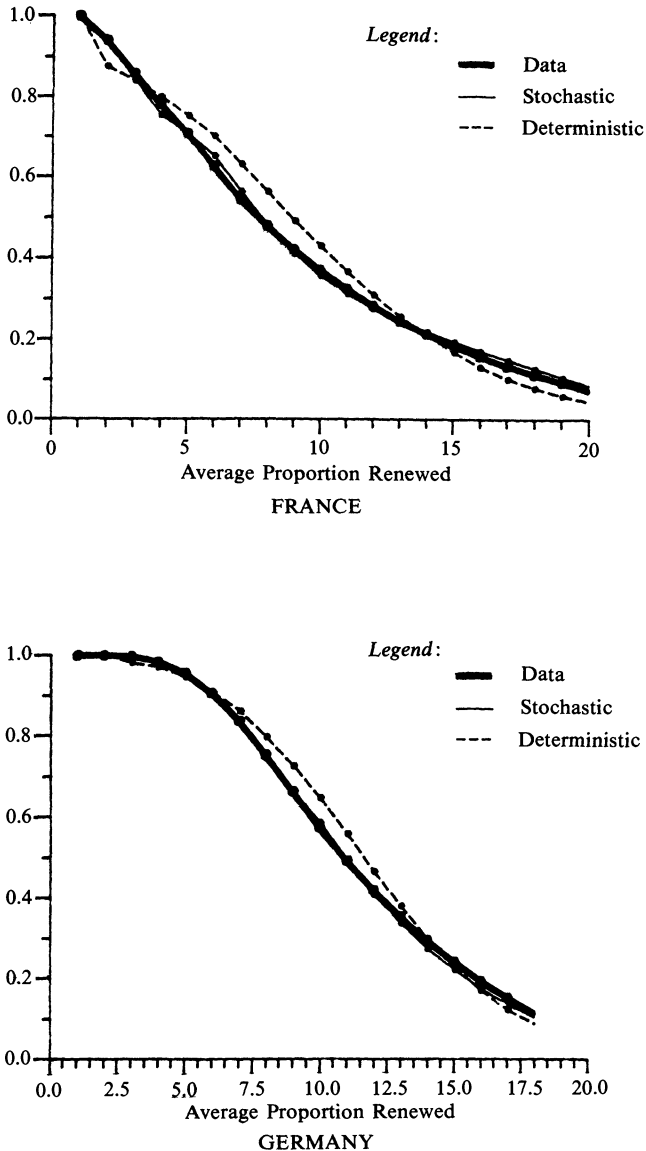 1.0
Legend:
Data
0.8
Stochastic
Deterministic
0.6
0.4
0.2
0.0
0 5 10 15 20
Average Proportion Renewed
FRANCE
1.0
Legend:
Data
Stochastic
0.8
Deterministic
0.6
0.4
0.2
0.0
0.0 2.5 5.0 7.5 10.0 12.5 15.0 17.5 20.0
Average Proportion Renewed
GERMANY